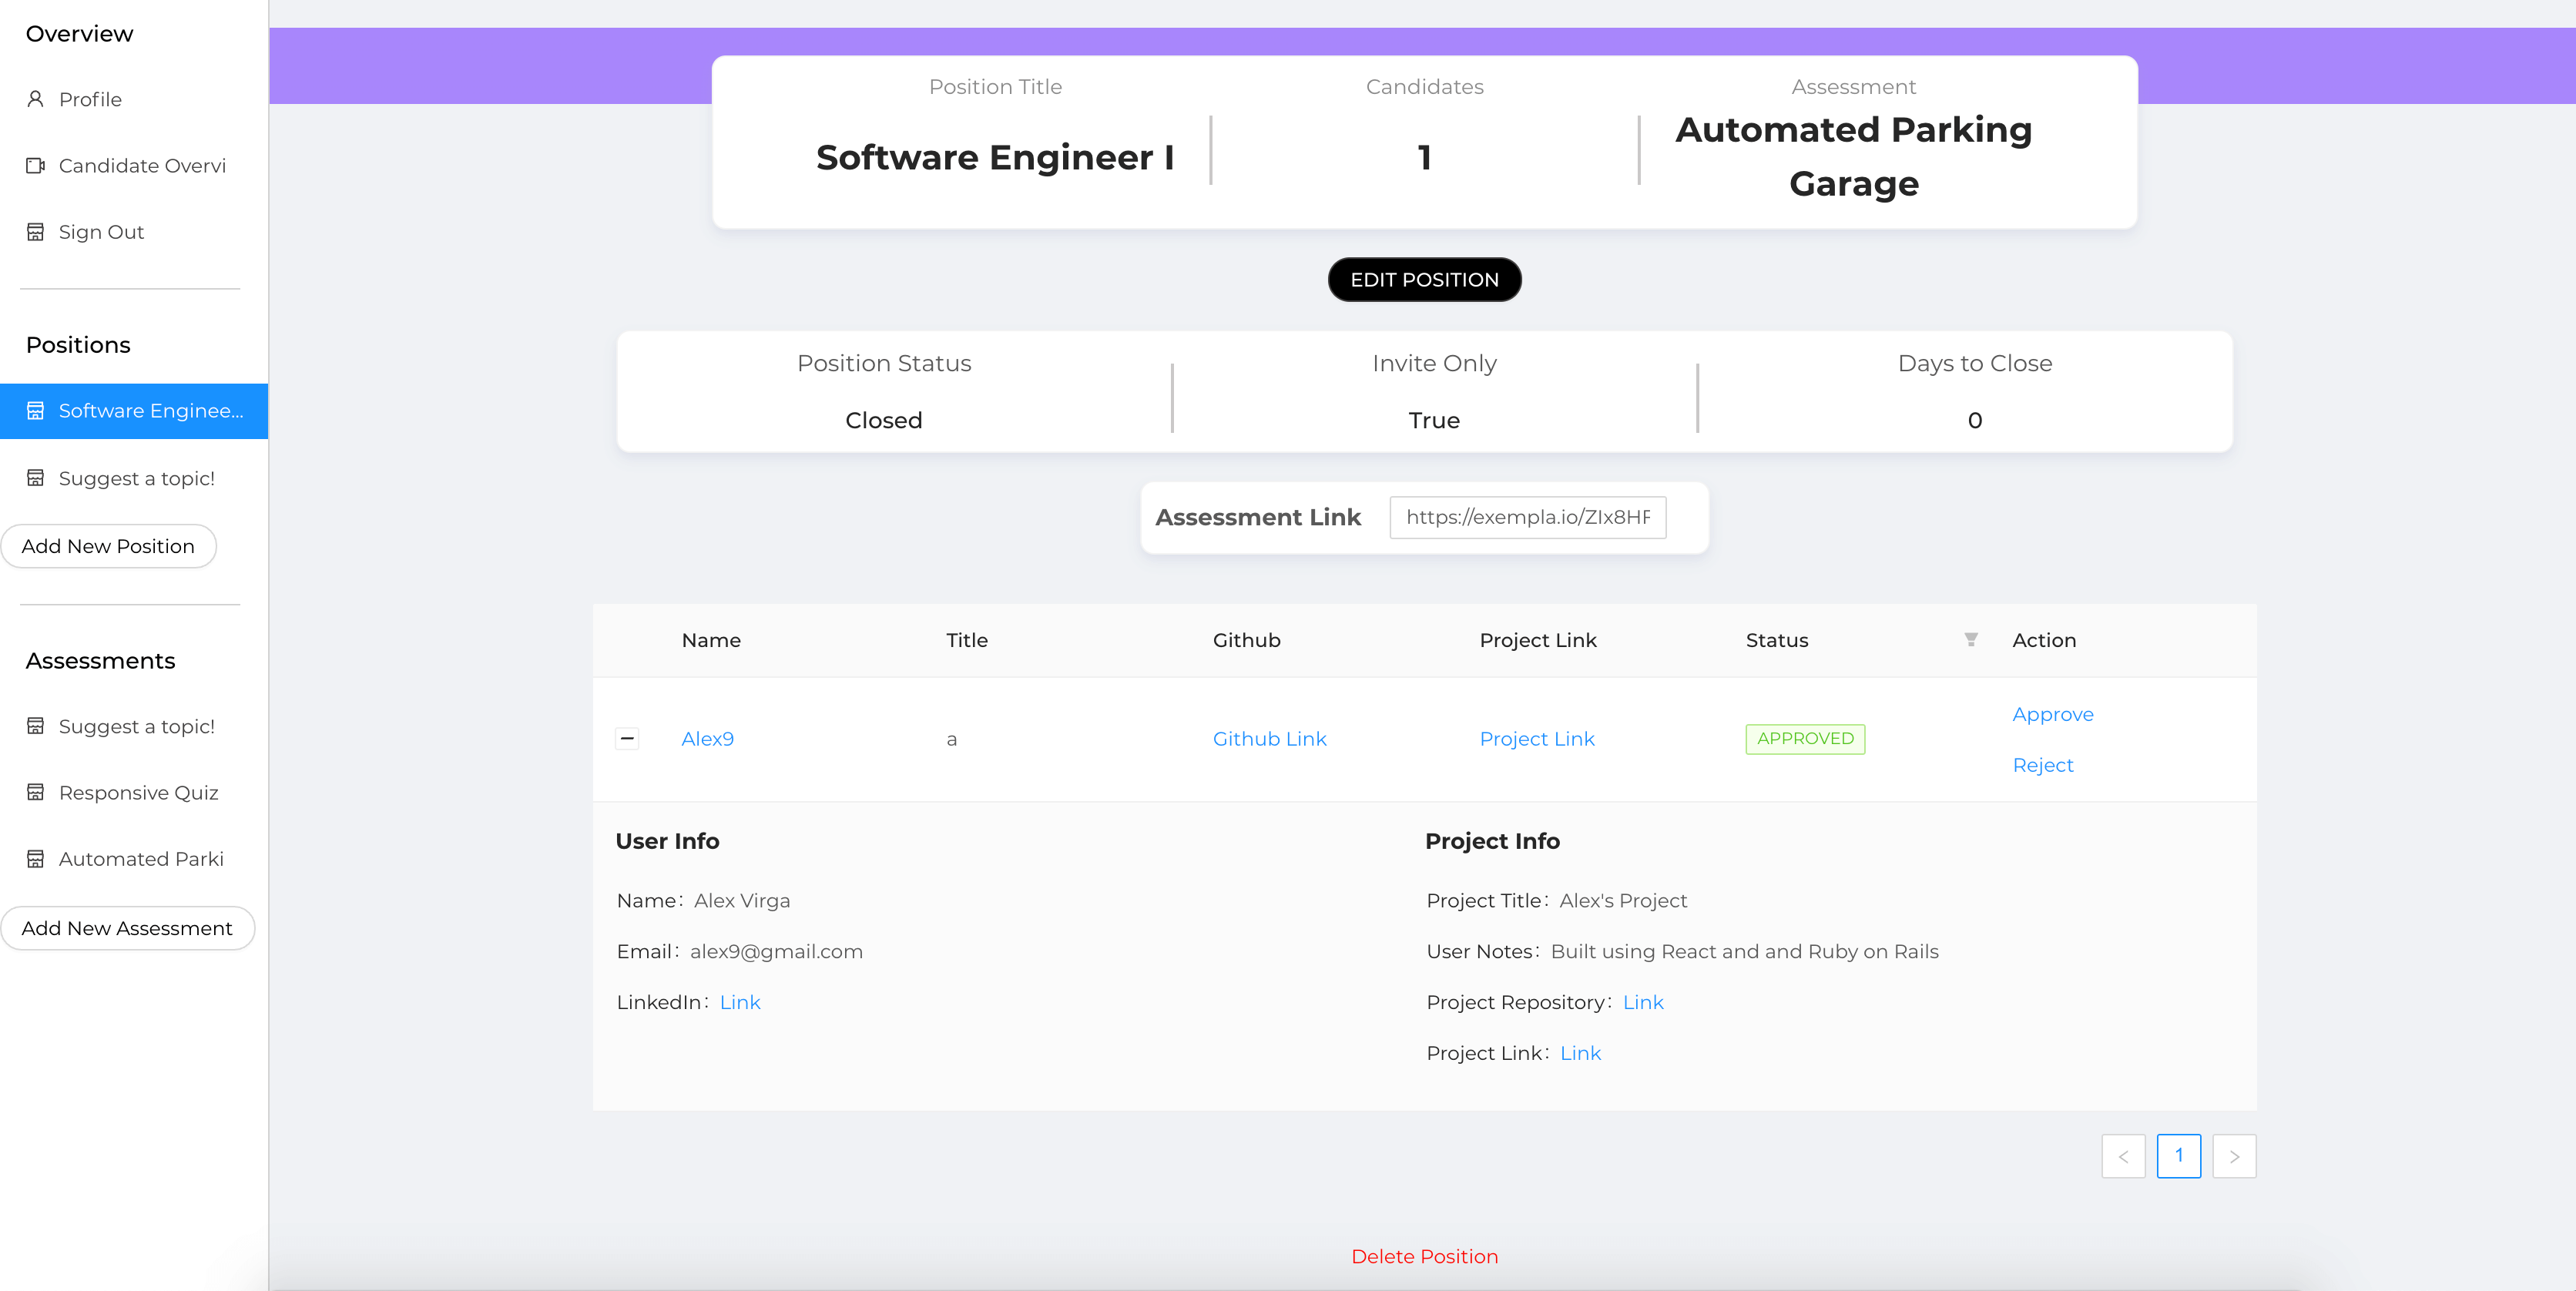 Overview
Profile
Candidate Overvi
Sign Out
Positions
Software Enginee...
Suggest a topic!
Add New Position
Assessments
Suggest a topic!
Responsive Quiz
Automated Parki
Add New Assessment
Position Title
Software Engineer I
Candidates
1
Assessment
Automated Parking
Garage
EDIT POSITION
Position Status
Closed
Invite Only
True
Days to Close
0
Assessment Link https://exempla.io/ZIx8HF
Name Title Github Project Link Status Action
Alex9 a Github Link Project Link APPROVED
Approve
Reject
User Info
Name: Alex Virga
Email: alex9@gmail.com
LinkedIn: Link
Project Info
Project Title: Alex's Project
User Notes: Built using React and and Ruby on Rails
Project Repository: Link
Project Link: Link
< 1 >
Delete Position